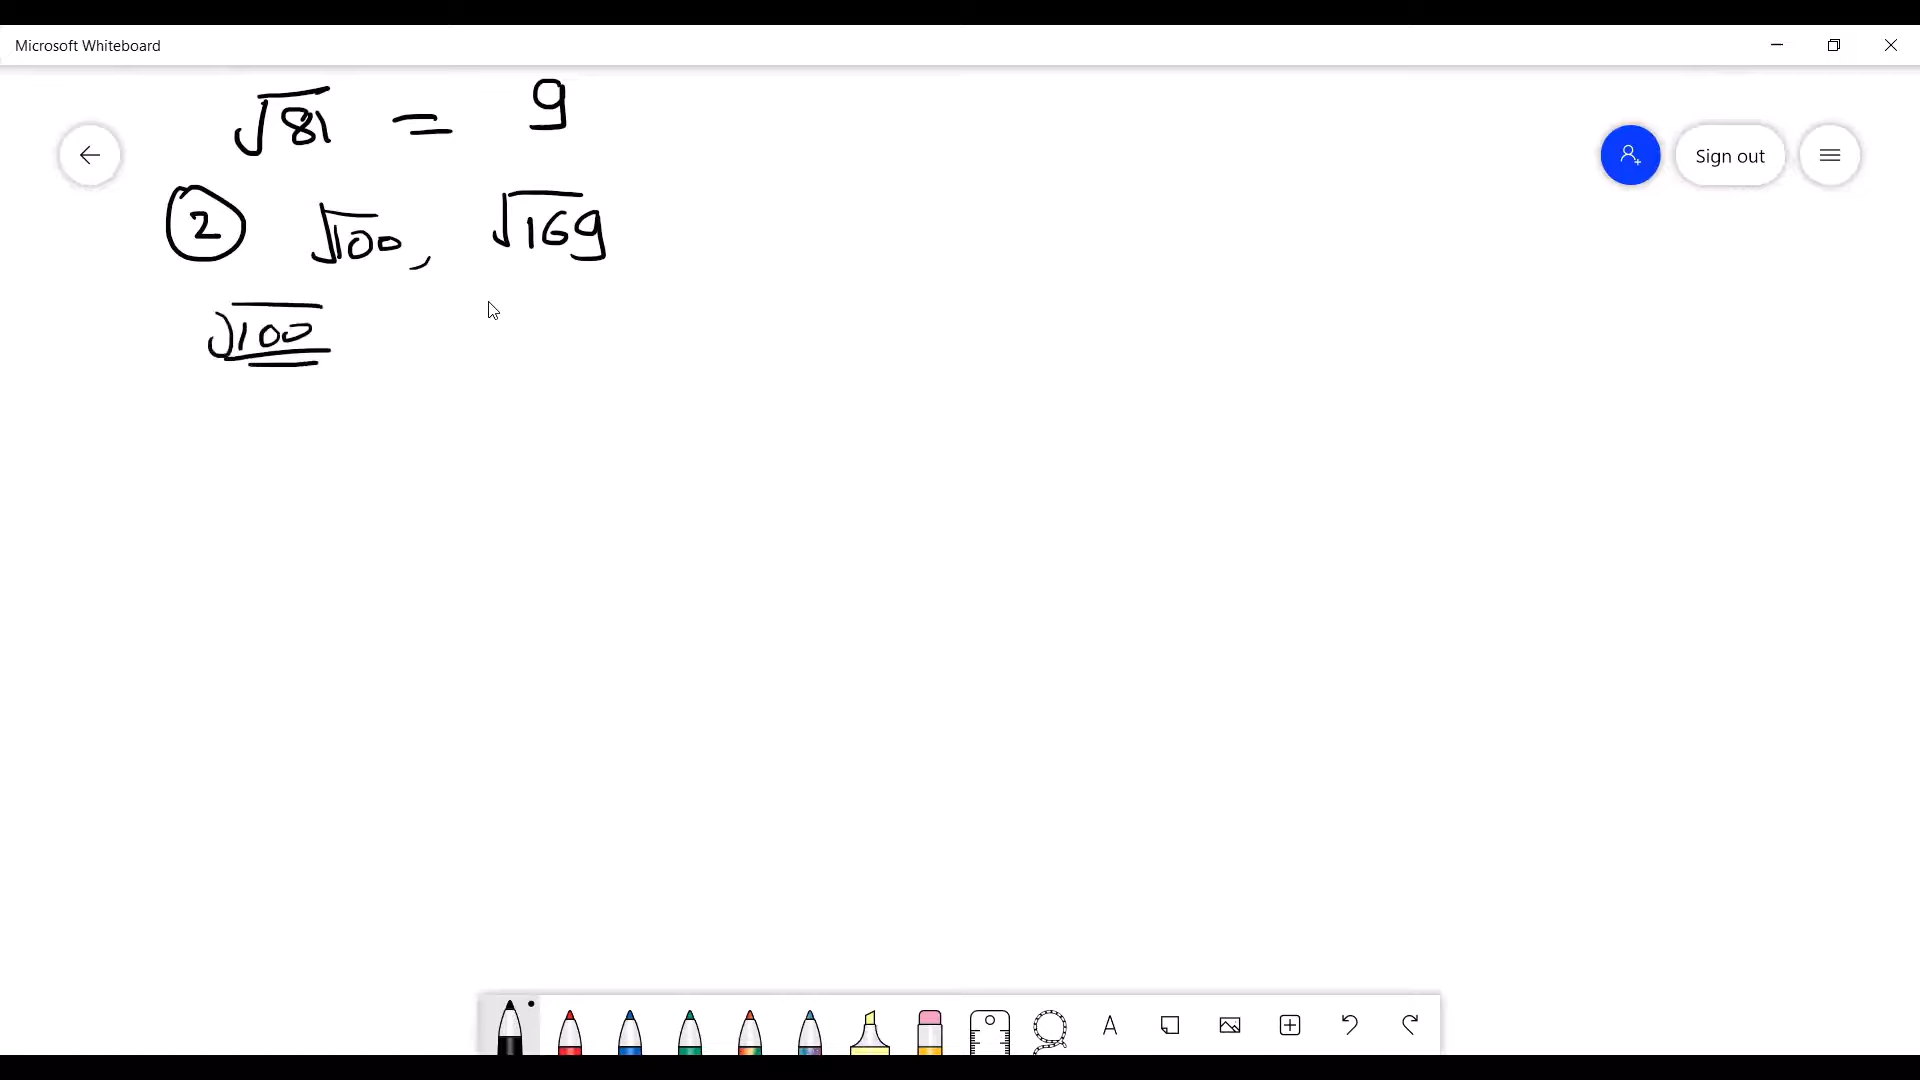 Microsoft Whiteboard
√81 = 9
Sign out
2 √100, √169
√100